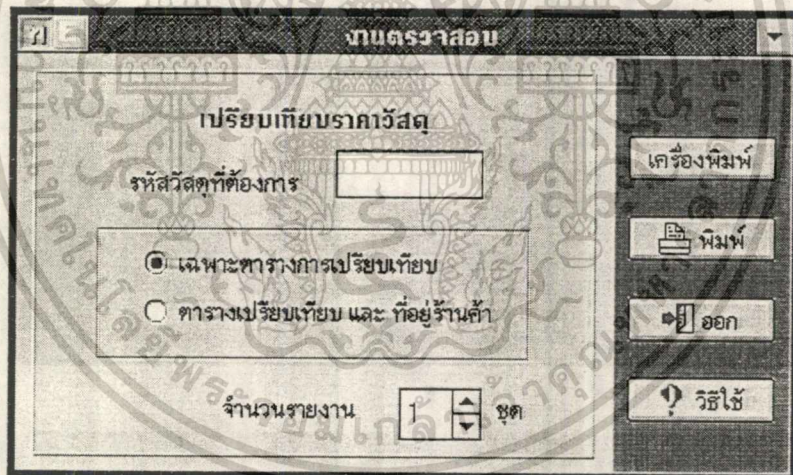 งานตรวจสอบ
เปรียบเทียบราคาวัสดุ
รหัสวัสดุที่ต้องการ
เฉพาะตารางการเปรียบเทียบ
ตารางเปรียบเทียบ และ ที่อยู่ร้านค้า
จำนวนรายงาน 1 ชุด
เครื่องพิมพ์
พิมพ์
ออก
วิธีใช้